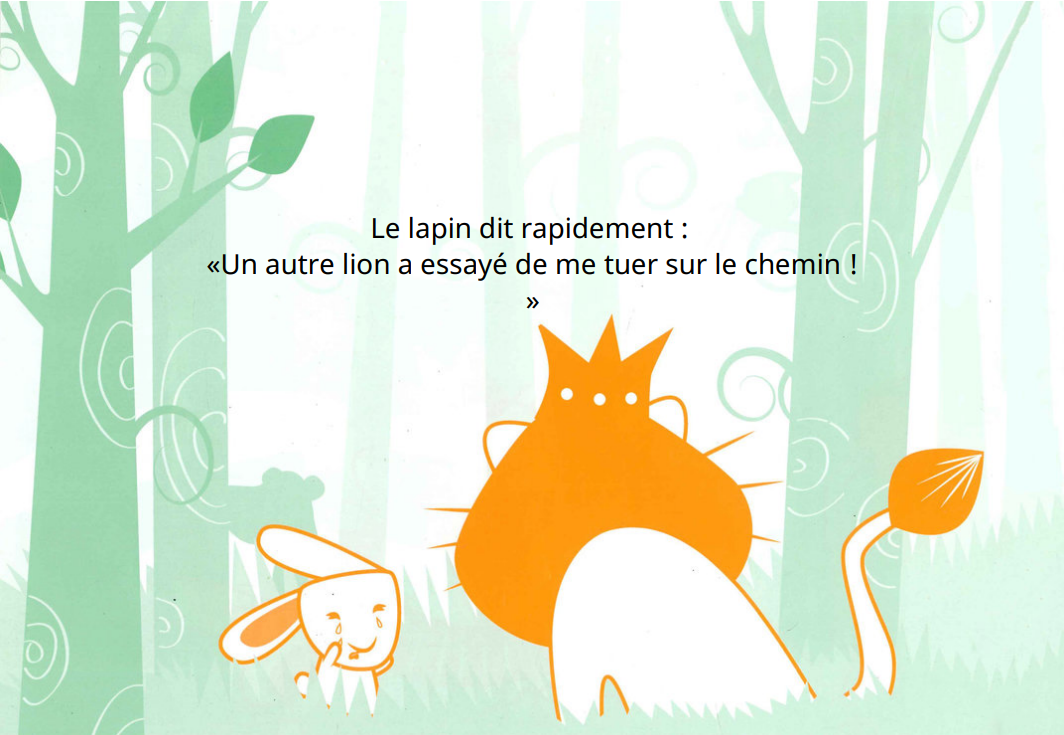 Le lapin dit rapidement :
«Un autre lion a essayé de me tuer sur le chemin !
»